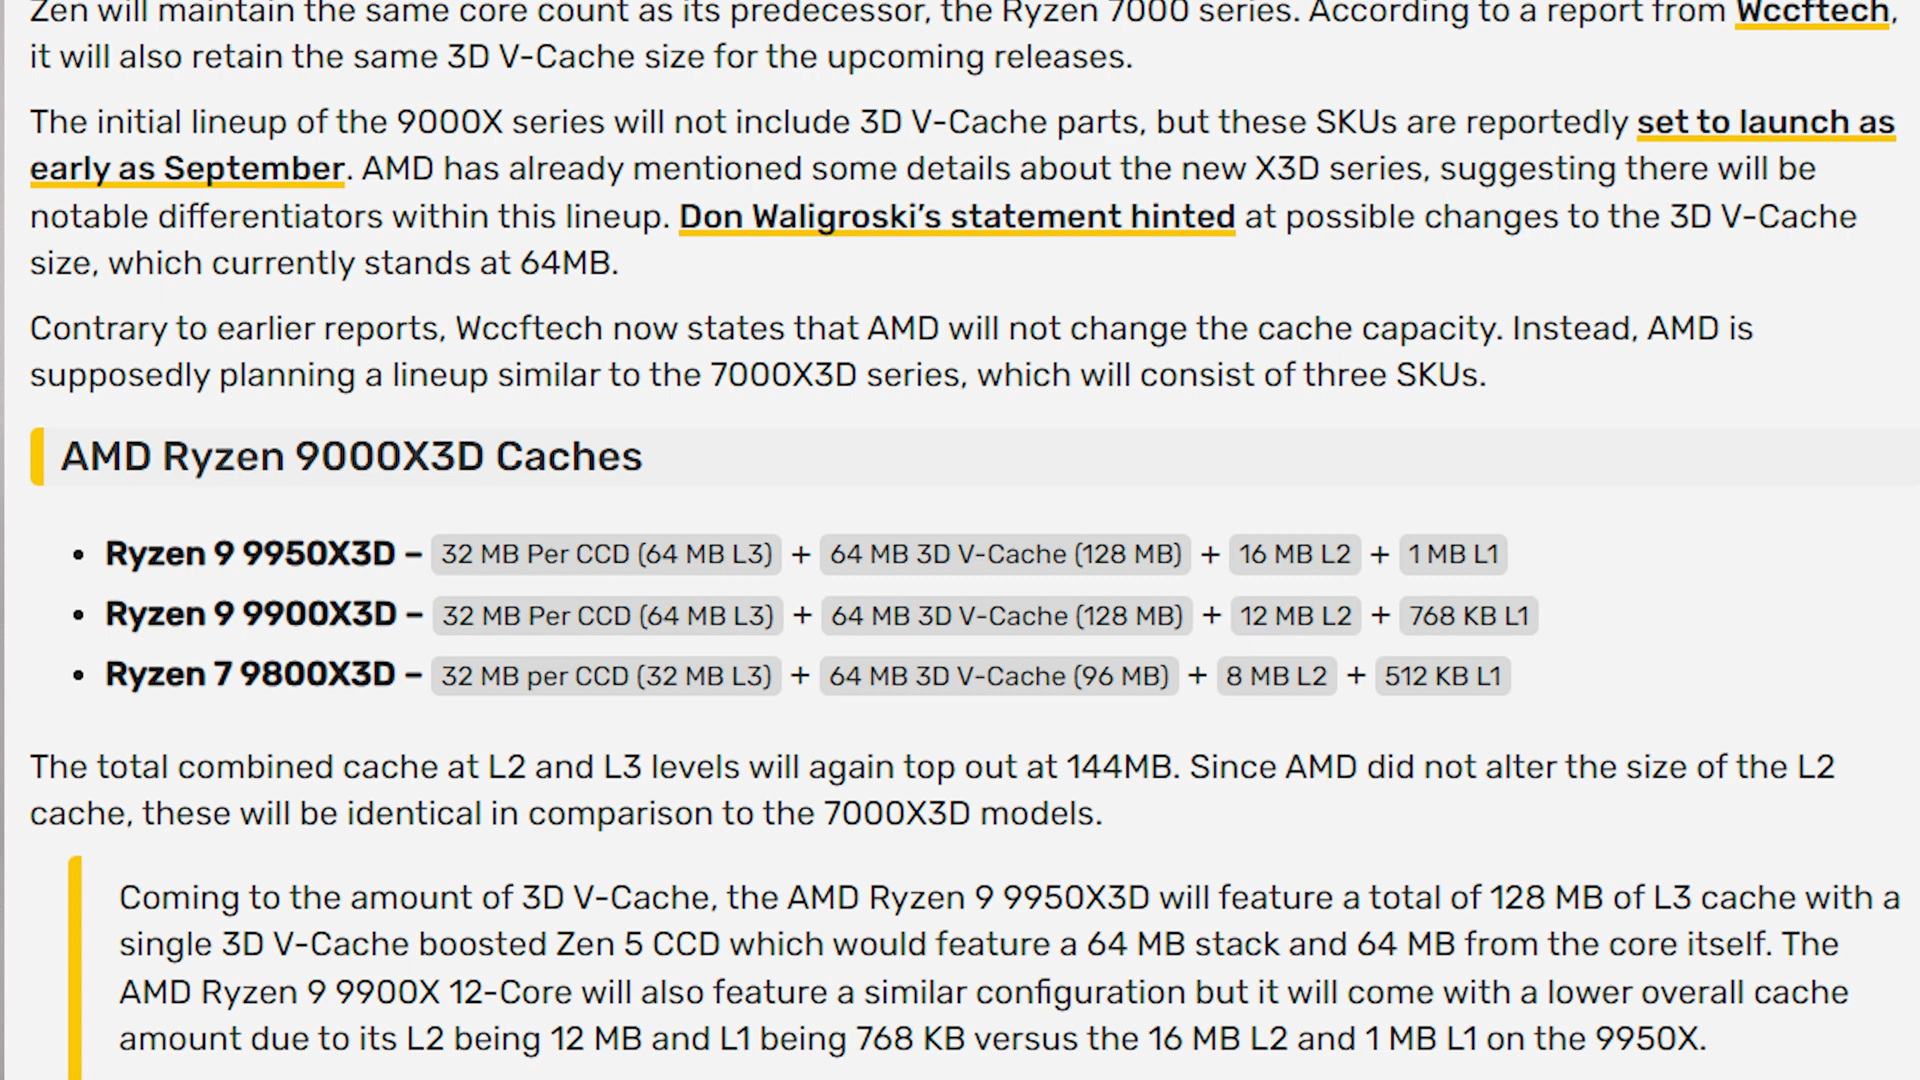 Zen will maintain the same core count as its predecessor, the Ryzen 7000 series. According to a report from Wccftech,
it will also retain the same 3D V-Cache size for the upcoming releases.
The initial lineup of the 9000X series will not include 3D V-Cache parts, but these SKUs are reportedly set to launch as
early as September. AMD has already mentioned some details about the new X3D series, suggesting there will be
notable differentiators within this lineup. Don Waligroski’s statement hinted at possible changes to the 3D V-Cache
size, which currently stands at 64MB.
Contrary to earlier reports, Wccftech now states that AMD will not change the cache capacity. Instead, AMD is
supposedly planning a lineup similar to the 7000X3D series, which will consist of three SKUs.
AMD Ryzen 9000X3D Caches
• Ryzen 9 9950X3D – 32 MB Per CCD (64 MB L3) + 64 MB 3D V-Cache (128 MB) + 16 MB L2 + 1 MB L1
• Ryzen 9 9900X3D – 32 MB Per CCD (64 MB L3) + 64 MB 3D V-Cache (128 MB) + 12 MB L2 + 768 KB L1
• Ryzen 7 9800X3D – 32 MB per CCD (32 MB L3) + 64 MB 3D V-Cache (96 MB) + 8 MB L2 + 512 KB L1
The total combined cache at L2 and L3 levels will again top out at 144MB. Since AMD did not alter the size of the L2
cache, these will be identical in comparison to the 7000X3D models.
Coming to the amount of 3D V-Cache, the AMD Ryzen 9 9950X3D will feature a total of 128 MB of L3 cache with a
single 3D V-Cache boosted Zen 5 CCD which would feature a 64 MB stack and 64 MB from the core itself. The
AMD Ryzen 9 9900X 12-Core will also feature a similar configuration but it will come with a lower overall cache
amount due to its L2 being 12 MB and L1 being 768 KB versus the 16 MB L2 and 1 MB L1 on the 9950X.